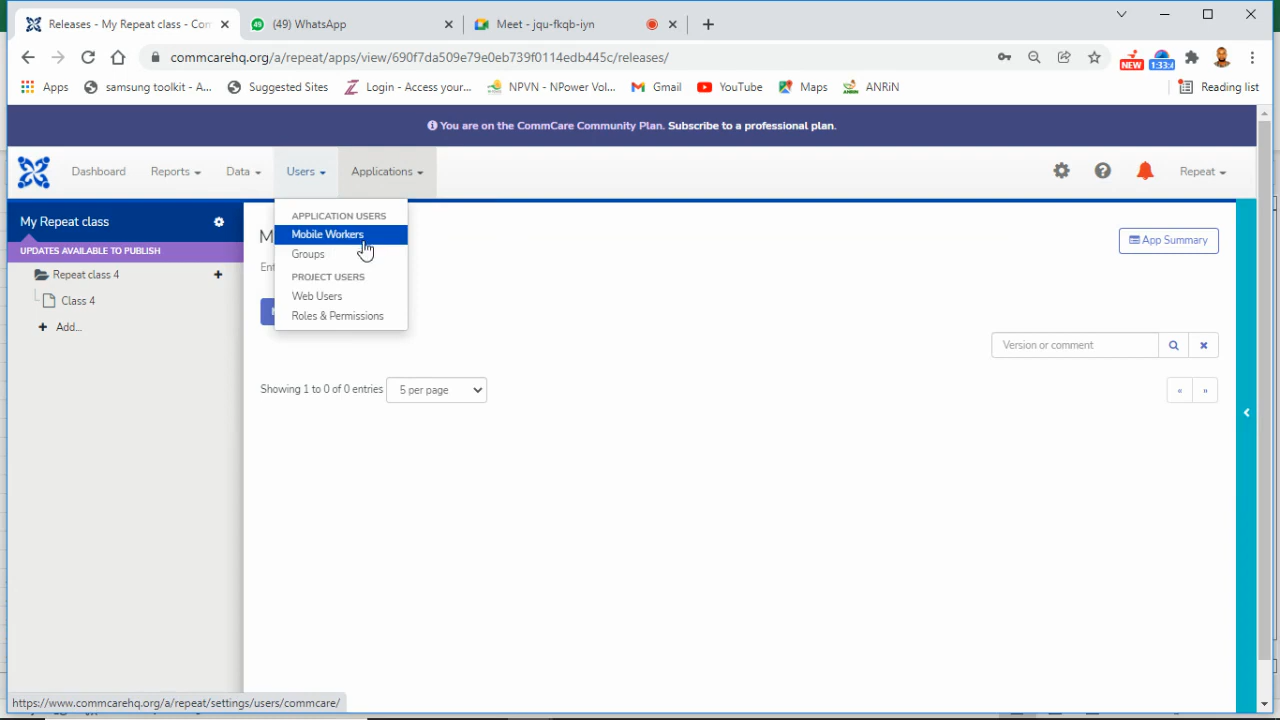 Releases - My Repeat class - Con
(49) WhatsApp
Meet - jqu-fkqb-iyn
commcarehq.org/a/repeat/apps/view/690f7da509e79e0eb739f0114edb445c/releases/
NEW
Apps
samsung toolkit - A...
Suggested Sites
Login - Access your...
NPVN - NPower Vol...
Gmail
YouTube
Maps
ANRiN
Reading list
You are on the CommCare Community Plan. Subscribe to a professional plan.
Dashboard
Reports
Data
Users
Applications
Repeat
My Repeat class
UPDATES AVAILABLE TO PUBLISH
Repeat class 4
Class 4
Add...
APPLICATION USERS
Mobile Workers
Groups
PROJECT USERS
Web Users
Roles & Permissions
App Summary
Version or comment
Showing 1 to 0 of 0 entries
5 per page
«
»
https://www.commcarehq.org/a/repeat/settings/users/commcare/